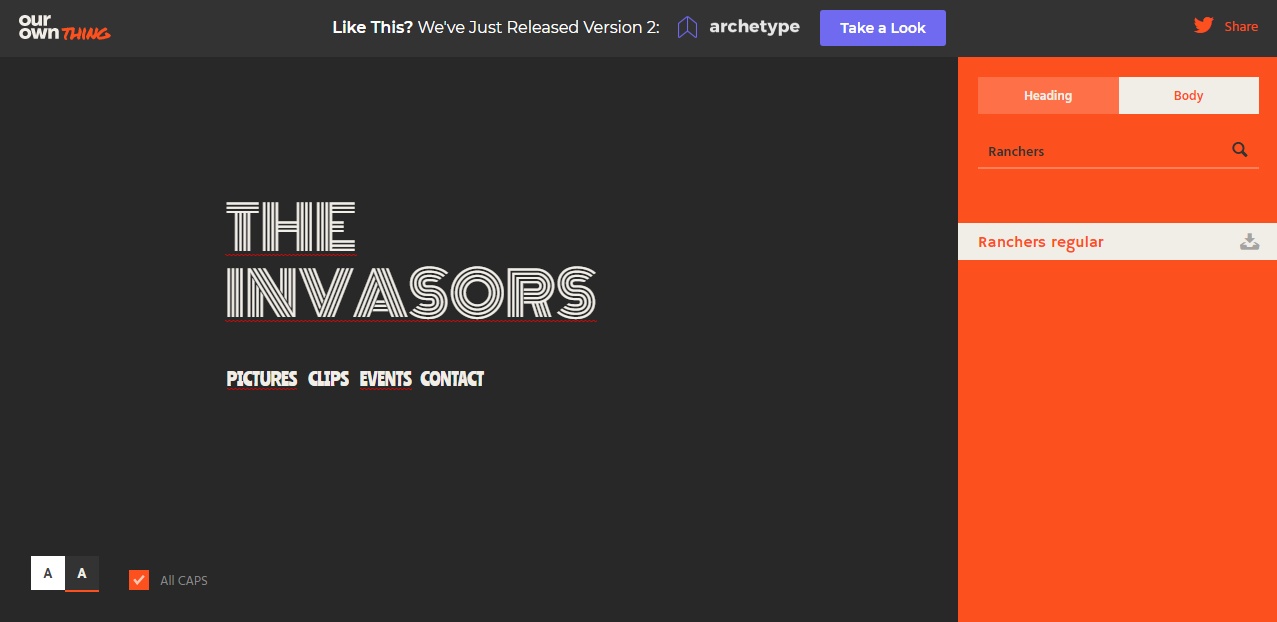 our
own THING.
Like This? We've Just Released Version 2:
archetype
Take a Look
Share
Heading
Body
Ranchers
Ranchers regular
THE
INVASORS
PICTURES CLIPS EVENTS CONTACT
A A
All CAPS